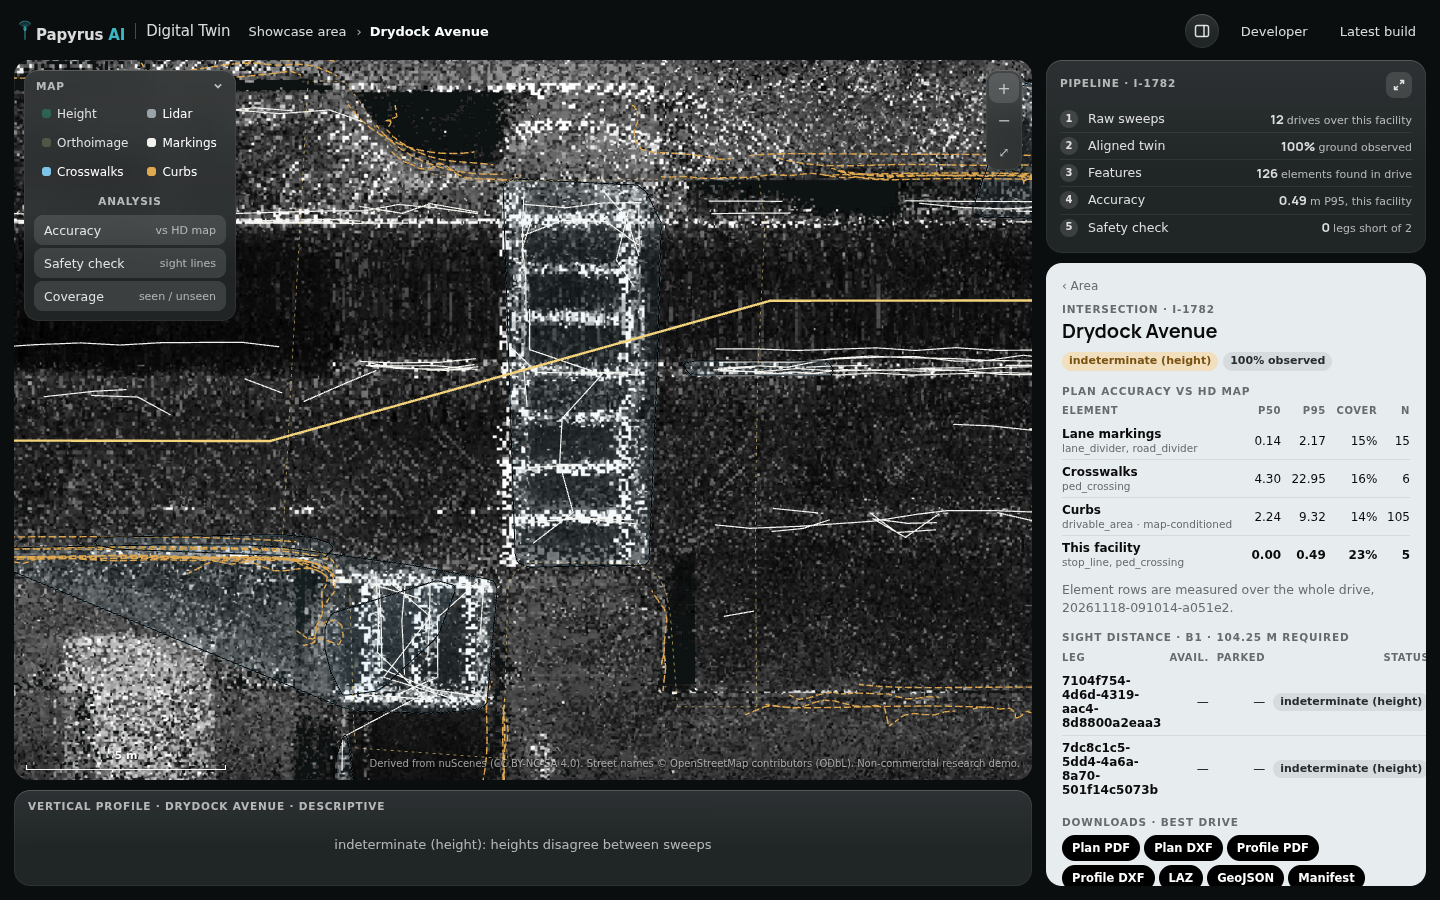 Papyrus AI
Digital Twin
Showcase area › Drydock Avenue
Developer
Latest build
MAP
Height
Lidar
Orthoimage
Markings
Crosswalks
Curbs
ANALYSIS
Accuracy vs HD map
Safety check sight lines
Coverage seen / unseen
+
−
5 m
Derived from nuScenes (CC BY-NC-SA 4.0). Street names © OpenStreetMap contributors (ODbL). Non-commercial research demo.
VERTICAL PROFILE · DRYDOCK AVENUE · DESCRIPTIVE
indeterminate (height): heights disagree between sweeps
PIPELINE · I-1782
1 Raw sweeps 12 drives over this facility
2 Aligned twin 100% ground observed
3 Features 126 elements found in drive
4 Accuracy 0.49 m P95, this facility
5 Safety check 0 legs short of 2
‹ Area
INTERSECTION · I-1782
Drydock Avenue
indeterminate (height) 100% observed
PLAN ACCURACY VS HD MAP
ELEMENT P50 P95 COVER N
Lane markings 0.14 2.17 15% 15
lane_divider, road_divider
Crosswalks 4.30 22.95 16% 6
ped_crossing
Curbs 2.24 9.32 14% 105
drivable_area · map-conditioned
This facility 0.00 0.49 23% 5
stop_line, ped_crossing
Element rows are measured over the whole drive,
20261118-091014-a051e2.
SIGHT DISTANCE · B1 · 104.25 M REQUIRED
LEG AVAIL. PARKED STATUS
7104f754-
4d6d-4319-
aac4-
8d8800a2eaa3
— — indeterminate (height)
7dc8c1c5-
5dd4-4a6a-
8a70-
501f14c5073b
— — indeterminate (height)
DOWNLOADS · BEST DRIVE
Plan PDF Plan DXF Profile PDF
Profile DXF LAZ GeoJSON Manifest